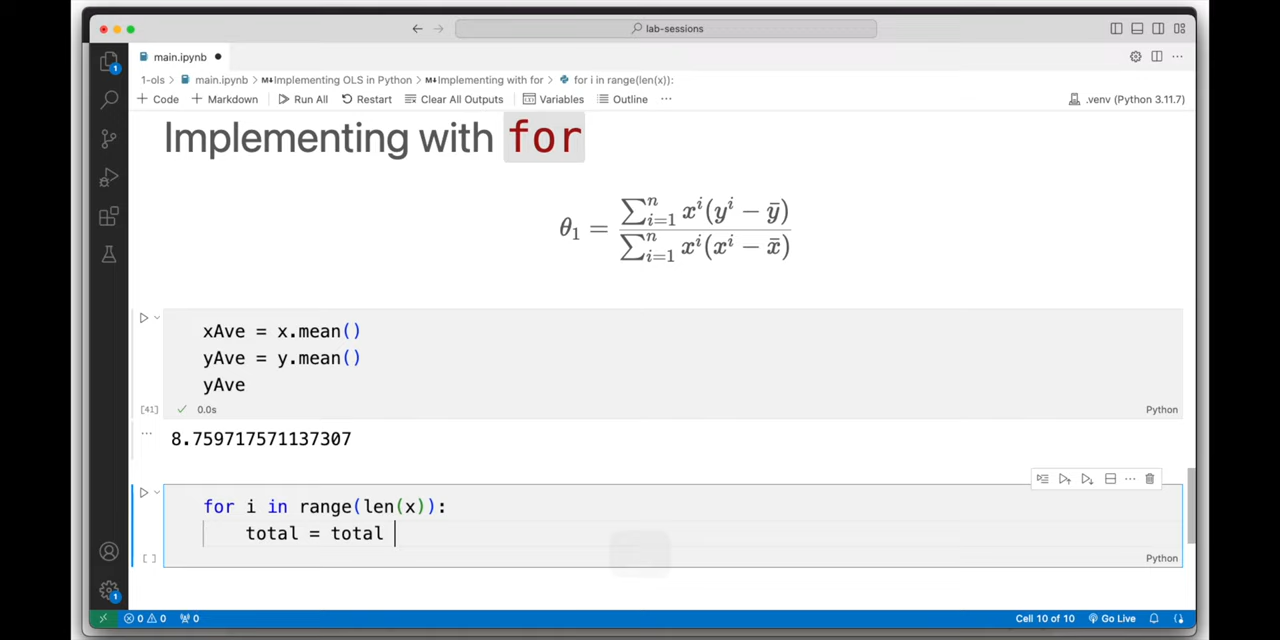 lab-sessions
main.ipynb
1-ols > main.ipynb > M↓Implementing OLS in Python > M↓Implementing with for > for i in range(len(x)):
+ Code + Markdown Run All Restart Clear All Outputs Variables Outline ... .venv (Python 3.11.7)
Implementing with for
θ₁ = ∑ⁿᵢ₌₁ xⁱ(yⁱ − ȳ) / ∑ⁿᵢ₌₁ xⁱ(xⁱ − x̄)
xAve = x.mean()
yAve = y.mean()
yAve
[41] 0.0s Python
8.759717571137307
for i in range(len(x)):
total = total
[ ] Python
0 0 0 Cell 10 of 10 Go Live
1
1